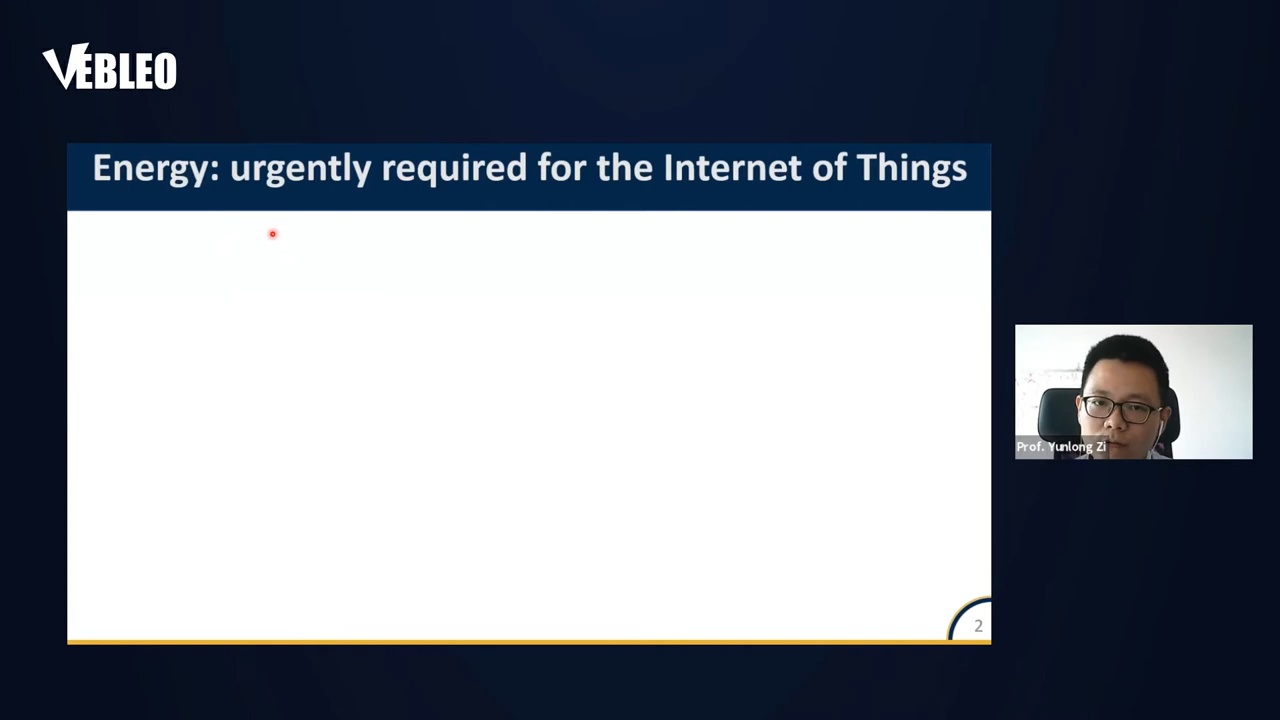 VEBLEO
Energy: urgently required for the Internet of Things
Prof. Yunlong Zi
2